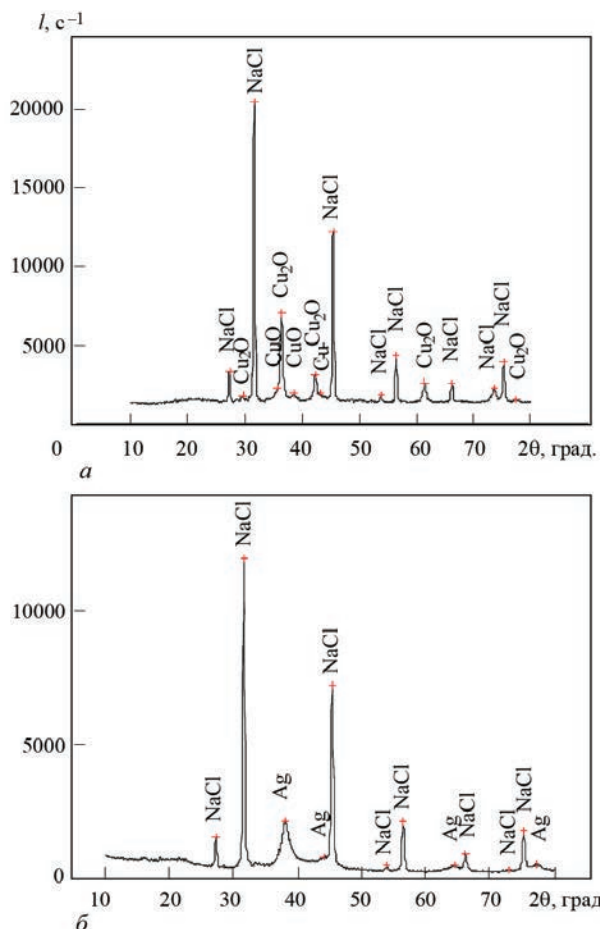 I, c⁻¹
NaCl
20000
NaCl
15000
Cu₂O
10000
Cu₂O
NaCl
NaCl
NaCl
Cu₂O
CuO
CuO
Cu
NaCl
Cu₂O
NaCl
NaCl
Cu₂O
5000
NaCl
0 10 20 30 40 50 60 70 2θ, град.
а
NaCl
10000
NaCl
5000
Ag
NaCl
NaCl
NaCl
Ag
NaCl
Ag
NaCl
NaCl
Ag
0
10 20 30 40 50 60 70 2θ, град.
б